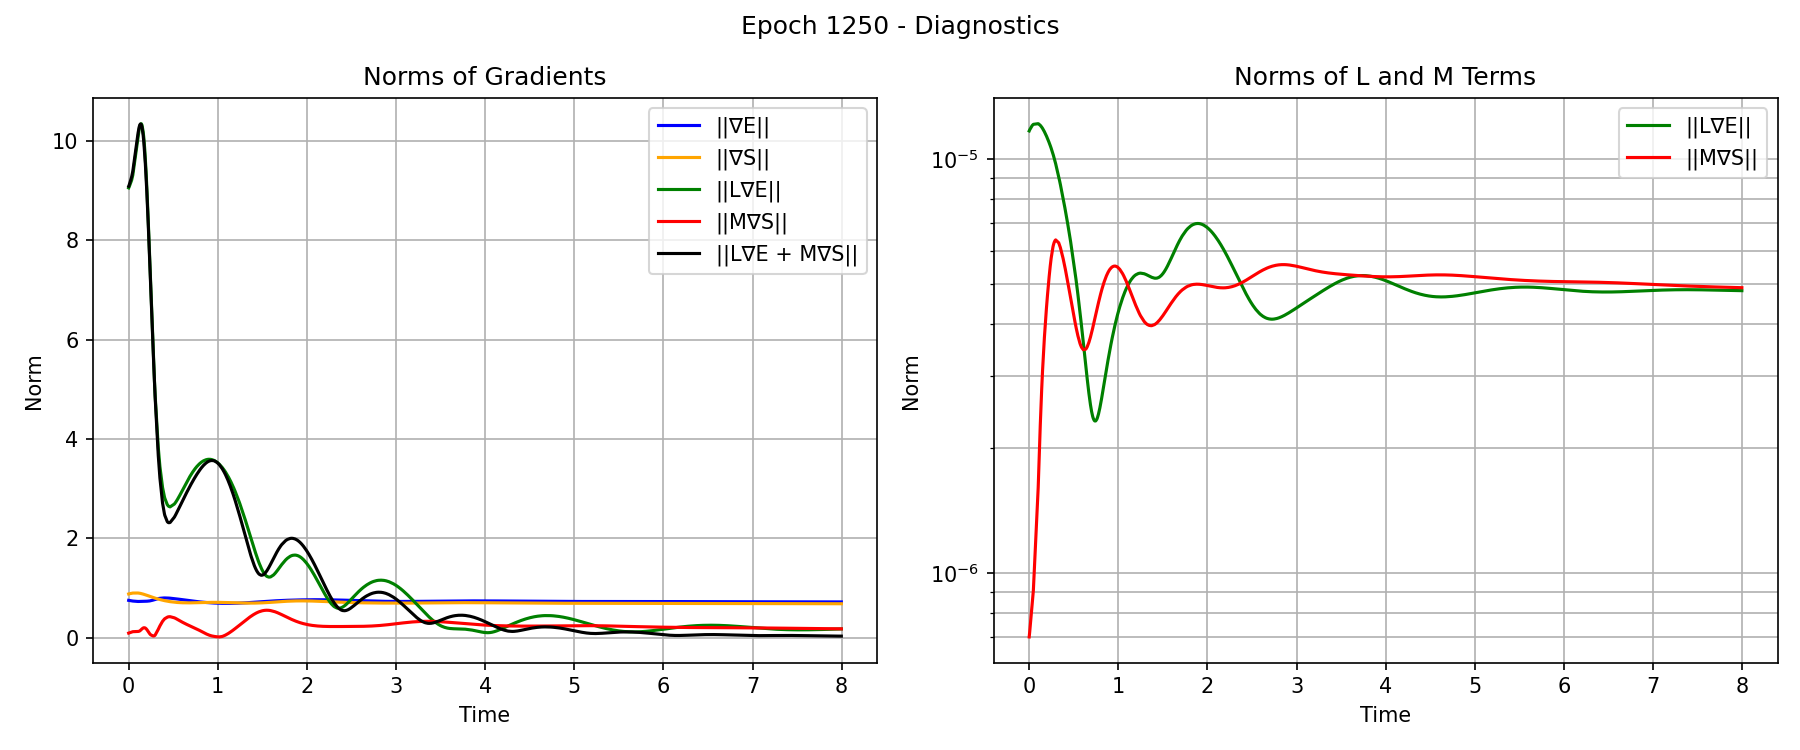 Epoch 1250 - Diagnostics
Norms of Gradients
Norm
10
8
6
4
2
0
||∇E||
||∇S||
||L∇E||
||M∇S||
||L∇E + M∇S||
0 1 2 3 4 5 6 7 8
Time
Norms of L and M Terms
Norm
10⁻⁵
10⁻⁶
||L∇E||
||M∇S||
0 1 2 3 4 5 6 7 8
Time